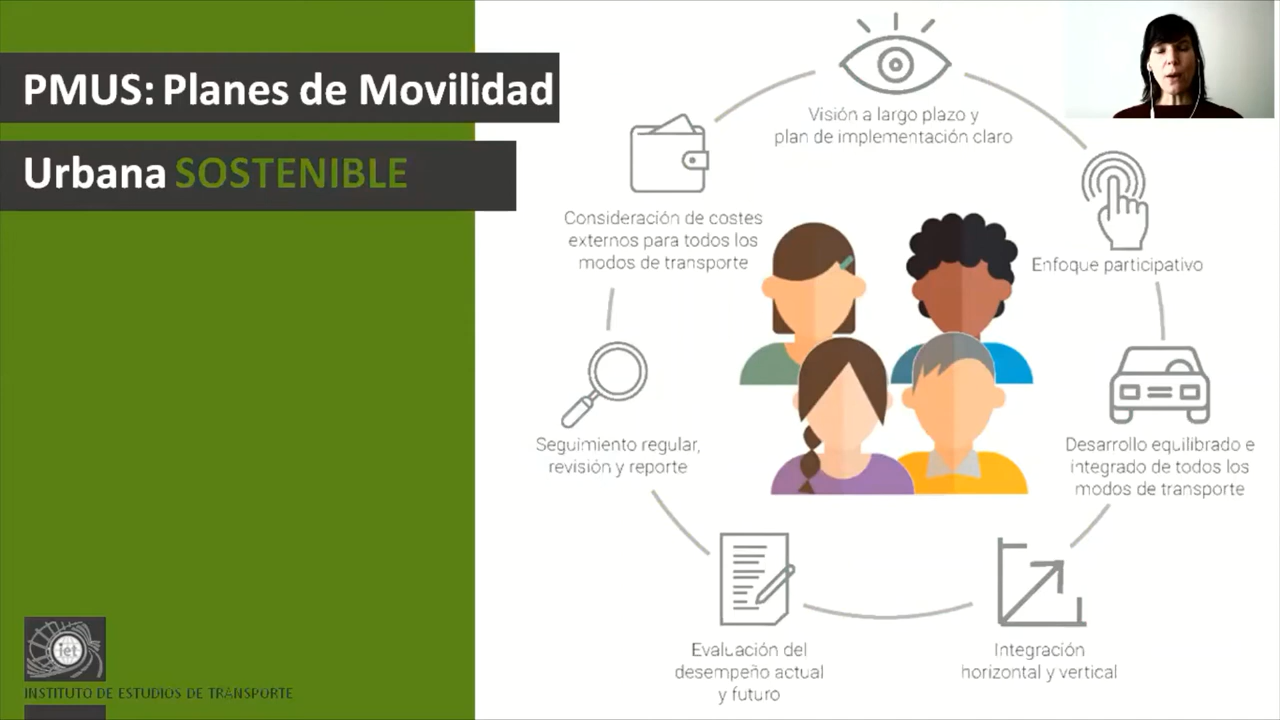 PMUS: Planes de Movilidad
Urbana SOSTENIBLE
Visión a largo plazo y
plan de implementación claro
Enfoque participativo
Desarrollo equilibrado e
integrado de todos los
modos de transporte
Integración
horizontal y vertical
Evaluación del
desempeño actual
y futuro
Seguimiento regular,
revisión y reporte
Consideración de costes
externos para todos los
modos de transporte
iet
INSTITUTO DE ESTUDIOS DE TRANSPORTE